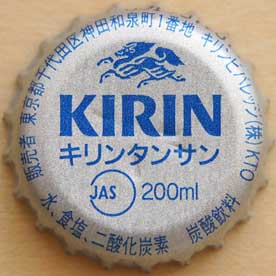 販売者 東京都千代田区神田和泉町1番地 キリンビバレッジ(株)KTO
KIRIN
キリンタンサン
JAS 200ml
水、食塩、二酸化炭素 炭酸飲料